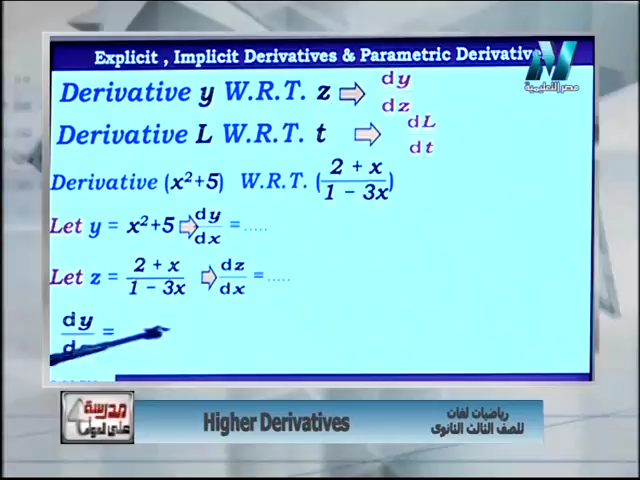 Explicit , Implicit Derivatives & Parametric Derivative
مصر التعليمية
Derivative y W.R.T. z ⇨ dy
dz
Derivative L W.R.T. t ⇨ dL
dt
Derivative (x²+5) W.R.T. (2 + x
1 − 3x)
Let y = x²+5 ⇨ dy
dx = .....
Let z = 2 + x
1 − 3x ⇨ dz
dx = .....
dy
=
مدرسة
على الهوا
Higher Derivatives
رياضيات لغات
للصف الثالث الثانوى